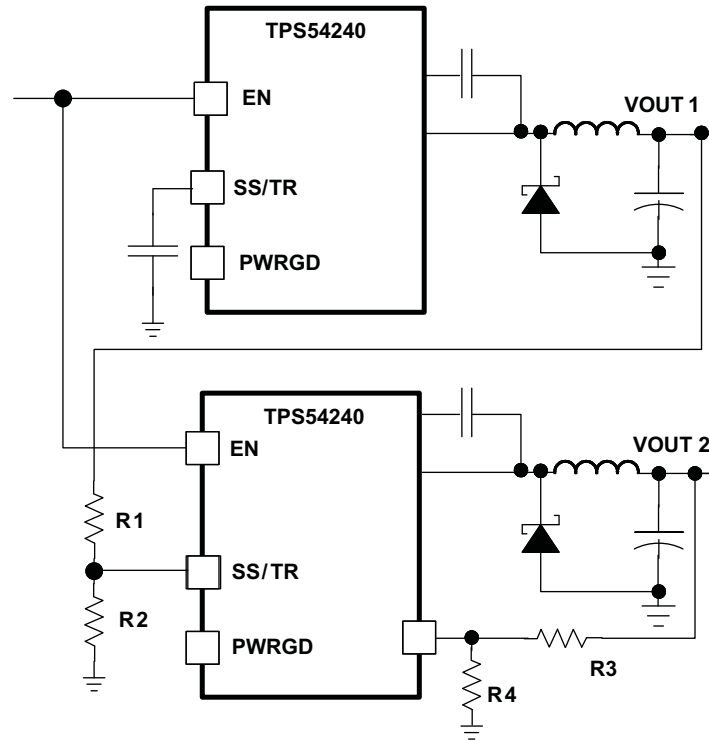 TPS54240
EN
VOUT 1
SS/TR
PWRGD
TPS54240
EN
VOUT 2
R1
SS/TR
R2
PWRGD
R3
R4